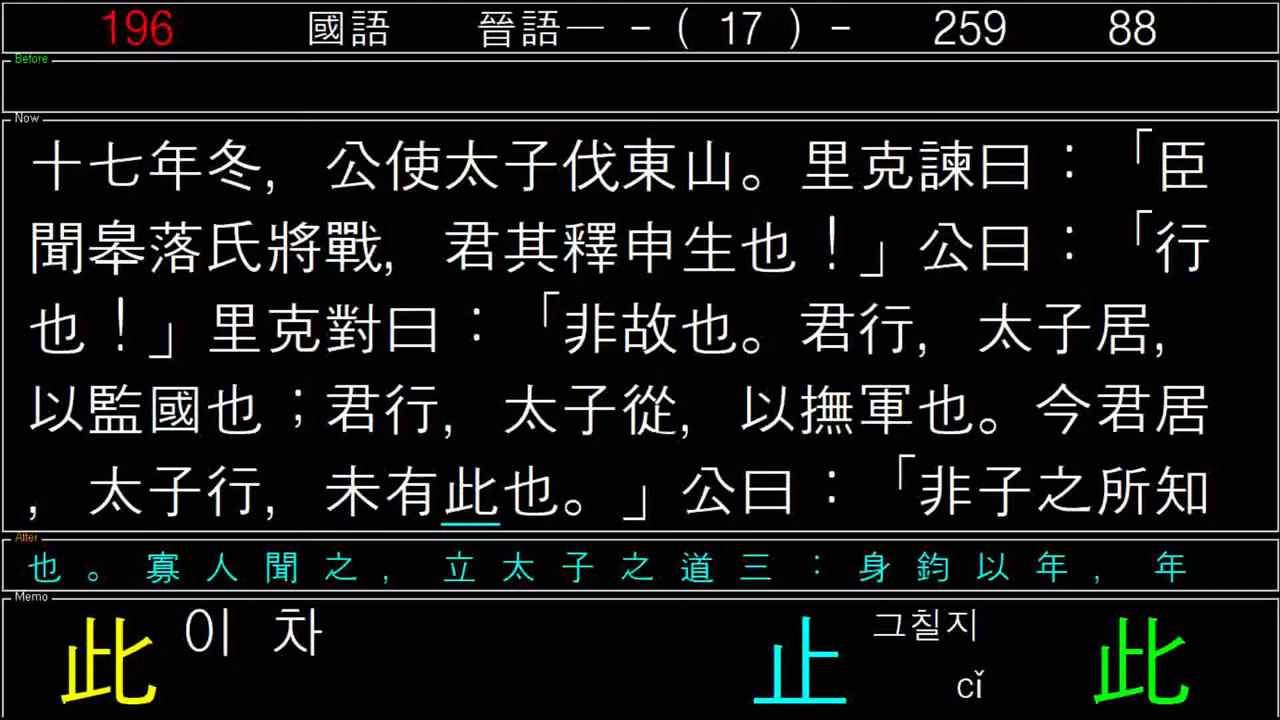 196 國語 晉語一 -(17)- 259 88
Before
Now
十七年冬, 公使太子伐東山。里克諫曰：「臣
聞皋落氏將戰, 君其釋申生也！」公曰：「行
也！」里克對曰：「非故也。君行, 太子居,
以監國也；君行, 太子從, 以撫軍也。今君居
, 太子行, 未有此也。」公曰：「非子之所知
After
也。寡人聞之, 立太子之道三：身鈞以年, 年
Memo
此 이 차 止 그칠지 cǐ 此